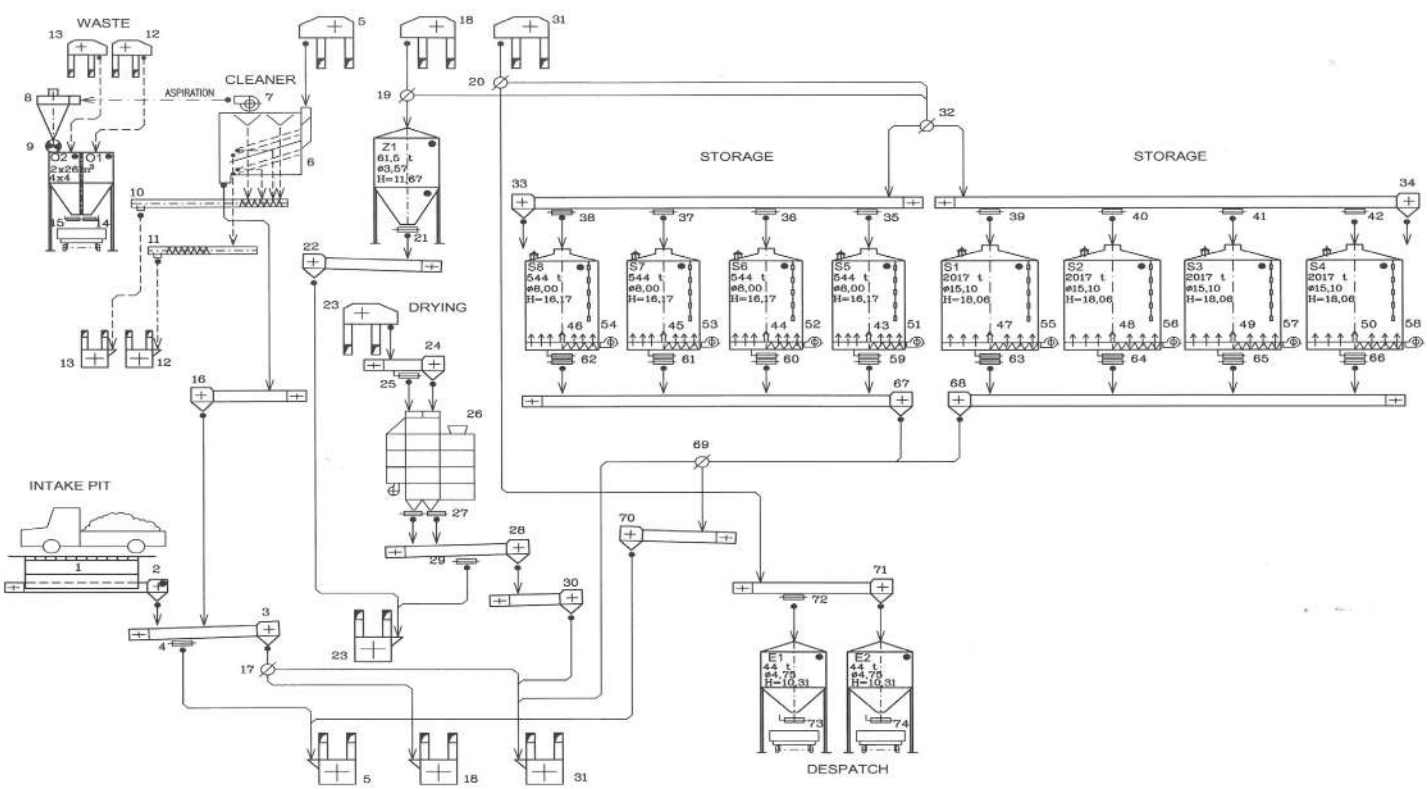 WASTE
13
12
5
18
31
CLEANER
8
ASPIRATION
7
19
20
32
9
O2
O1
2x26 m³
4x4
6
Z1
61,5 t
ø3,57
H=11,67
STORAGE
STORAGE
10
33
34
15
14
38
37
36
35
39
40
41
42
11
21
22
S8
544 t
ø8,00
H=16,17
S7
544 t
ø8,00
H=16,17
S6
544 t
ø8,00
H=16,17
S5
544 t
ø8,00
H=16,17
S1
2017 t
ø15,10
H=18,06
S2
2017 t
ø15,10
H=18,06
S3
2017 t
ø15,10
H=18,06
S4
2017 t
ø15,10
H=18,06
23
DRYING
46
54
45
53
44
52
43
51
47
55
48
56
49
57
50
58
24
13
12
62
61
60
59
63
64
65
66
25
16
67
68
26
69
INTAKE PIT
27
70
28
1
2
29
30
71
72
3
4
23
17
E1
44 t
ø4,75
H=10,31
E2
44 t
ø4,75
H=10,31
73
74
5
18
31
DESPATCH